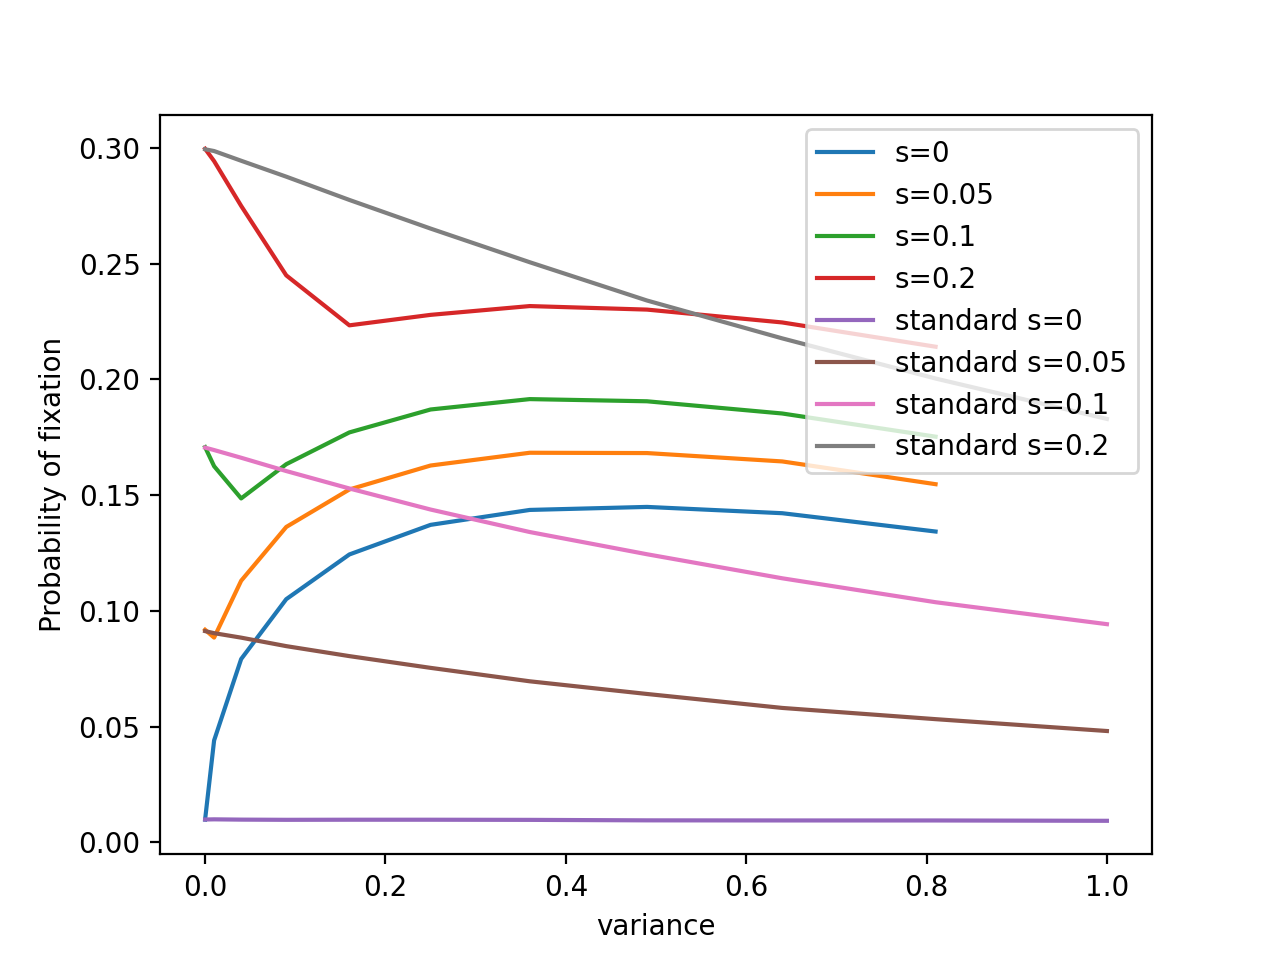 0.30
0.25
0.20
0.15
0.10
0.05
0.00
Probability of fixation
s=0
s=0.05
s=0.1
s=0.2
standard s=0
standard s=0.05
standard s=0.1
standard s=0.2
0.0 0.2 0.4 0.6 0.8 1.0
variance